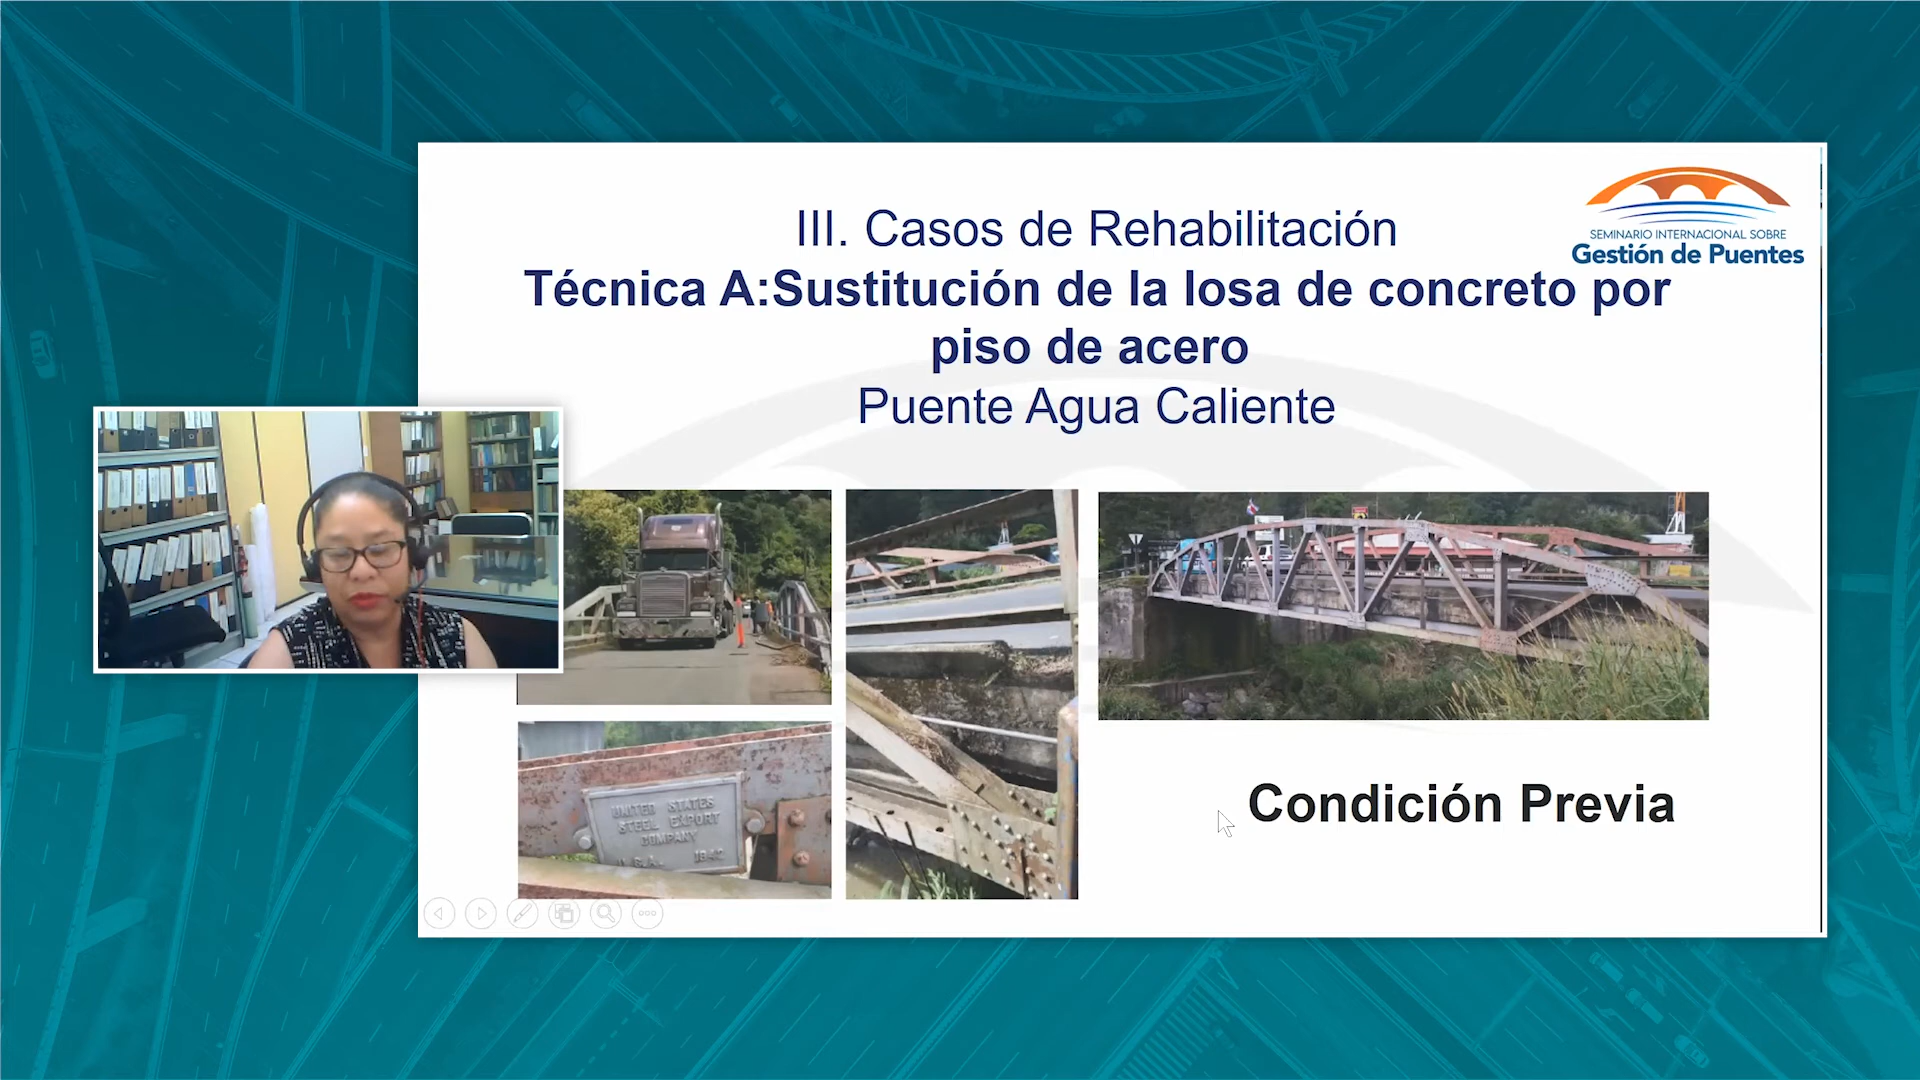 III. Casos de Rehabilitación
Técnica A:Sustitución de la losa de concreto por
piso de acero
Puente Agua Caliente
SEMINARIO INTERNACIONAL SOBRE
Gestión de Puentes
UNITED STATES
STEEL EXPORT
COMPANY
U.S.A. 1942
Condición Previa